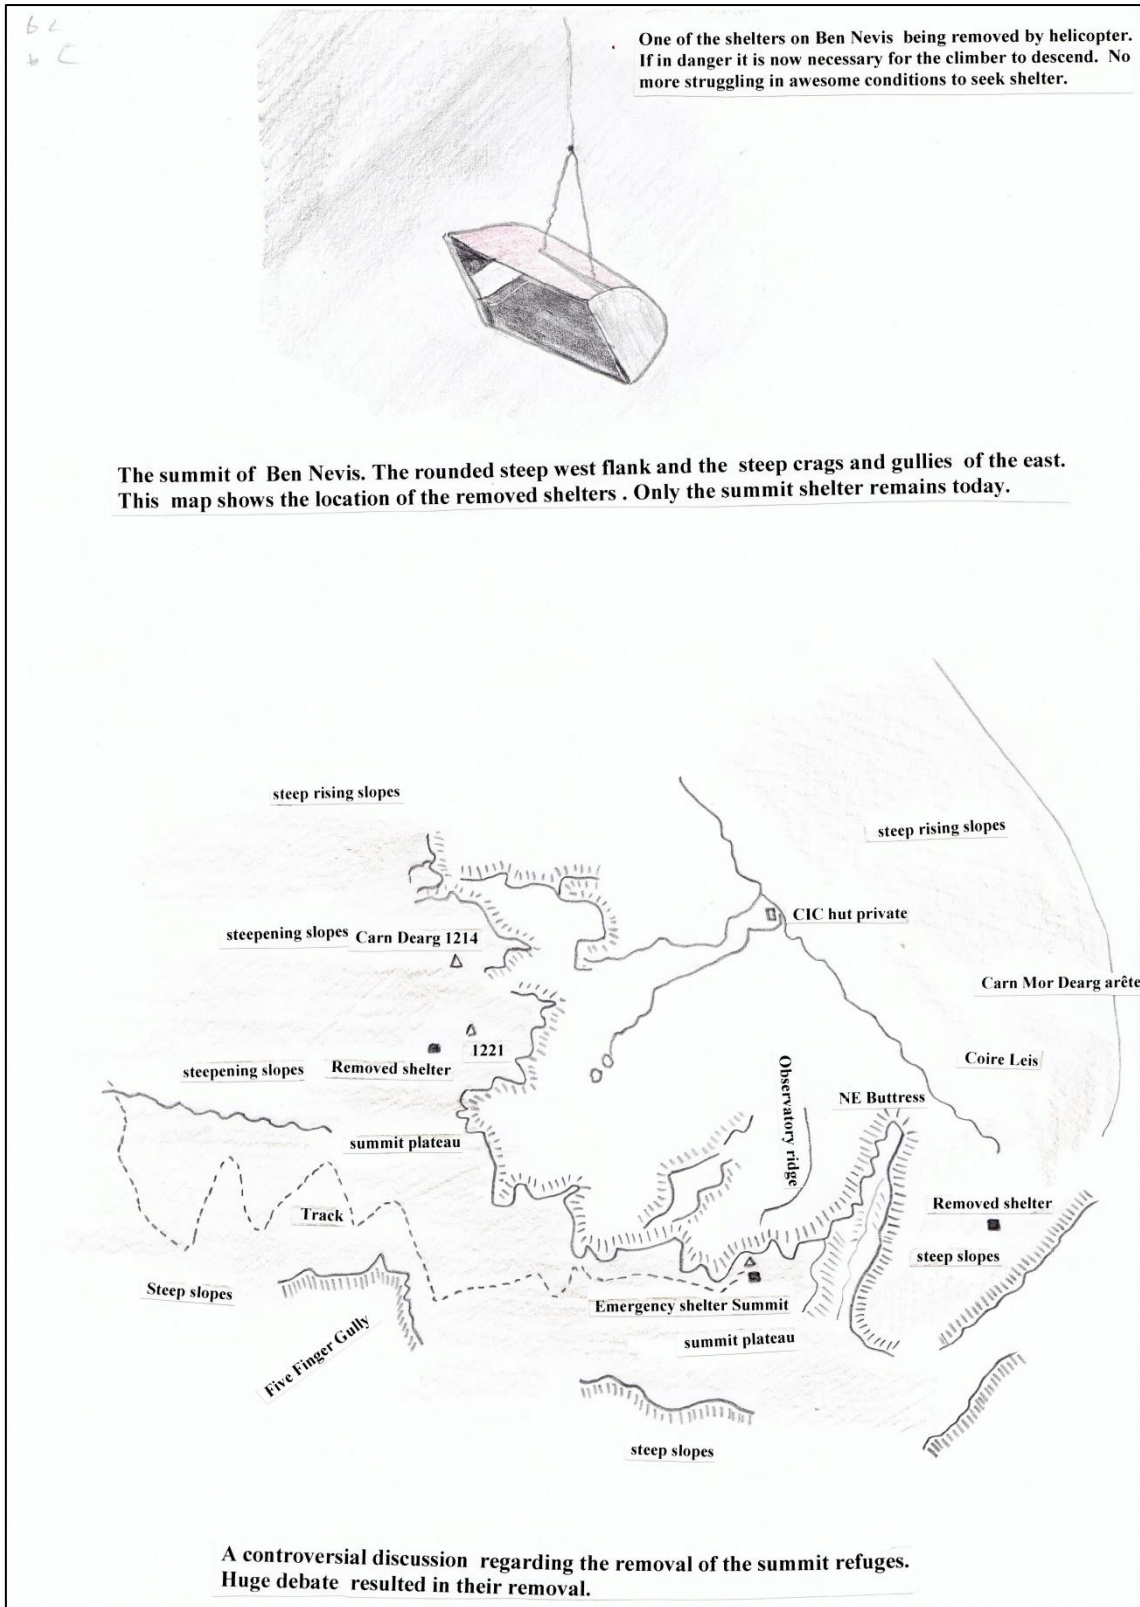 62
6 C
One of the shelters on Ben Nevis being removed by helicopter.
If in danger it is now necessary for the climber to descend. No
more struggling in awesome conditions to seek shelter.
The summit of Ben Nevis. The rounded steep west flank and the steep crags and gullies of the east.
This map shows the location of the removed shelters . Only the summit shelter remains today.
steep rising slopes
steep rising slopes
CIC hut private
steepening slopes
Carn Dearg 1214
Carn Mor Dearg arête
1221
steepening slopes
Removed shelter
Coire Leis
Observatory ridge
NE Buttress
summit plateau
Removed shelter
Track
steep slopes
Steep slopes
Emergency shelter Summit
summit plateau
Five Finger Gully
steep slopes
A controversial discussion regarding the removal of the summit refuges.
Huge debate resulted in their removal.